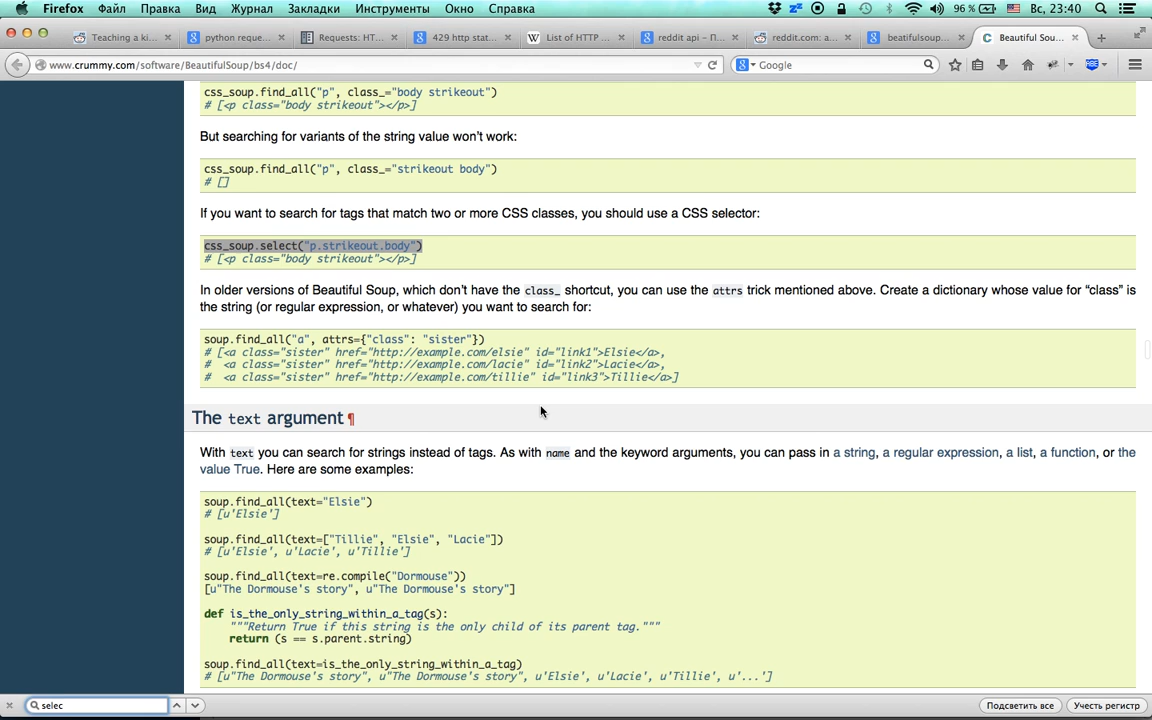 Firefox Файл Правка Вид Журнал Закладки Инструменты Окно Справка 96 % Вс, 23:40
Teaching a ki... python reque... Requests: HT... 429 http stat... List of HTTP ... reddit api – П... reddit.com: a... beatifulsoup... Beautiful Sou...
www.crummy.com/software/BeautifulSoup/bs4/doc/ Google
css_soup.find_all("p", class_="body strikeout")
# [<p class="body strikeout"></p>]
But searching for variants of the string value won't work:
css_soup.find_all("p", class_="strikeout body")
# []
If you want to search for tags that match two or more CSS classes, you should use a CSS selector:
css_soup.select("p.strikeout.body")
# [<p class="body strikeout"></p>]
In older versions of Beautiful Soup, which don't have the class_ shortcut, you can use the attrs trick mentioned above. Create a dictionary whose value for “class” is
the string (or regular expression, or whatever) you want to search for:
soup.find_all("a", attrs={"class": "sister"})
# [<a class="sister" href="http://example.com/elsie" id="link1">Elsie</a>,
#  <a class="sister" href="http://example.com/lacie" id="link2">Lacie</a>,
#  <a class="sister" href="http://example.com/tillie" id="link3">Tillie</a>]
The text argument ¶
With text you can search for strings instead of tags. As with name and the keyword arguments, you can pass in a string, a regular expression, a list, a function, or the
value True. Here are some examples:
soup.find_all(text="Elsie")
# [u'Elsie']
soup.find_all(text=["Tillie", "Elsie", "Lacie"])
# [u'Elsie', u'Lacie', u'Tillie']
soup.find_all(text=re.compile("Dormouse"))
[u"The Dormouse's story", u"The Dormouse's story"]
def is_the_only_string_within_a_tag(s):
"""Return True if this string is the only child of its parent tag."""
return (s == s.parent.string)
soup.find_all(text=is_the_only_string_within_a_tag)
# [u"The Dormouse's story", u"The Dormouse's story", u'Elsie', u'Lacie', u'Tillie', u'...']
selec Подсветить все Учесть регистр